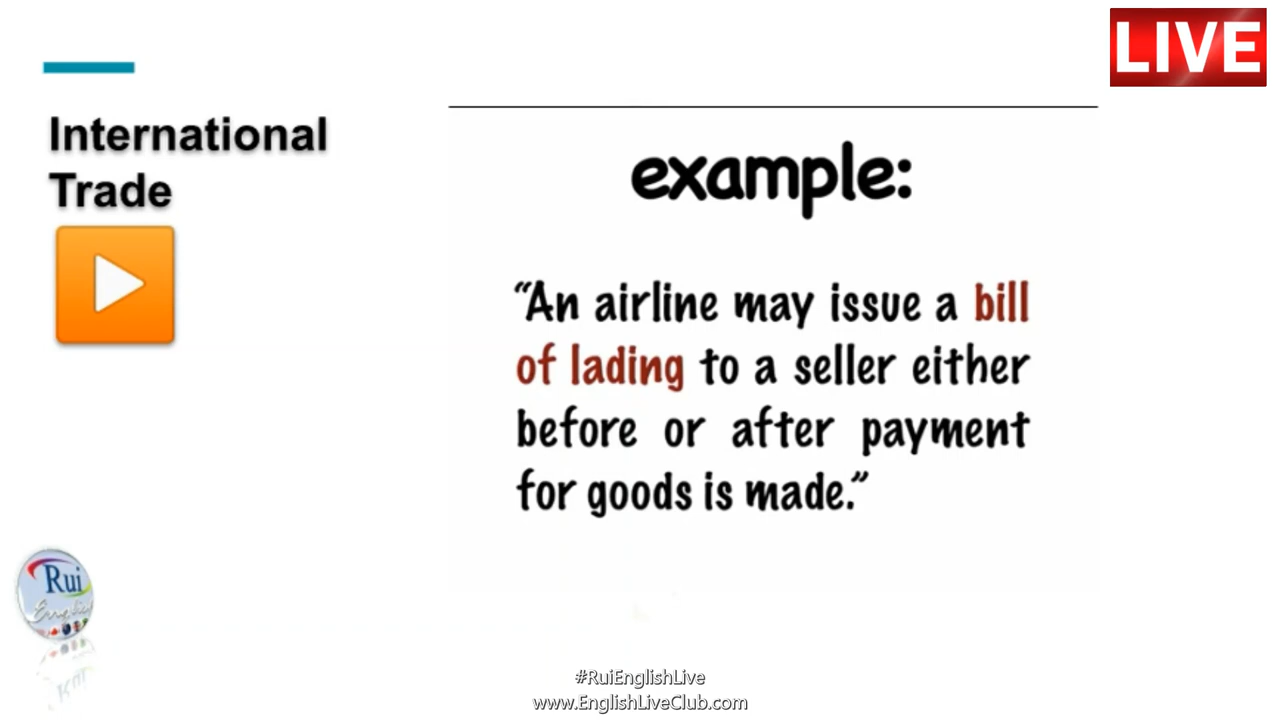 LIVE
International
Trade
example:
“An airline may issue a bill
of lading to a seller either
before or after payment
for goods is made.”
Rui
English
#RuiEnglishLive
www.EnglishLiveClub.com